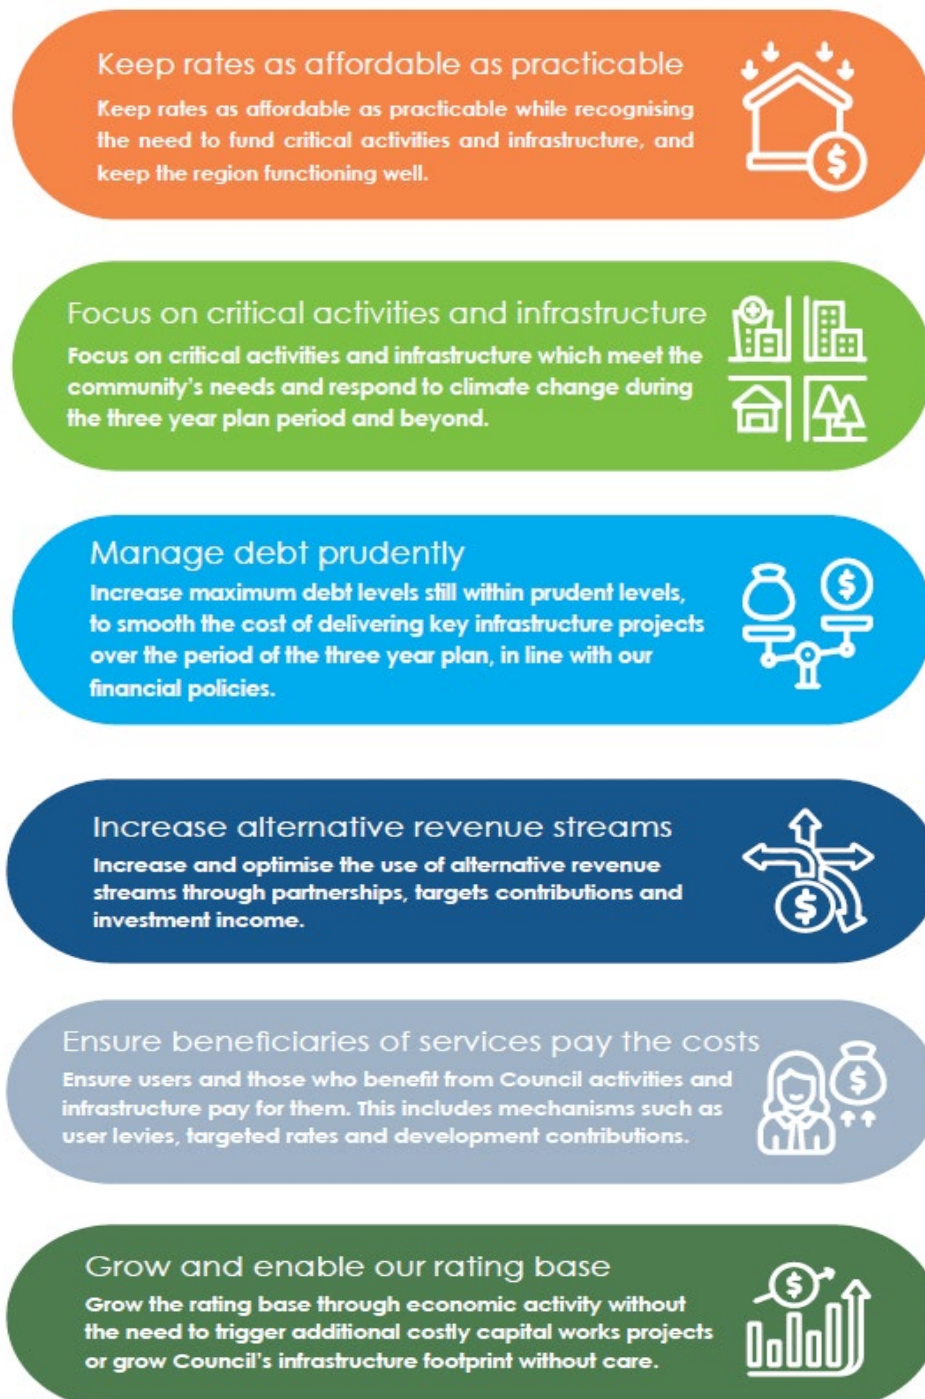 Keep rates as affordable as practicable
Keep rates as affordable as practicable while recognising
the need to fund critical activities and infrastructure, and
keep the region functioning well.
$
Focus on critical activities and infrastructure
Focus on critical activities and infrastructure which meet the
community's needs and respond to climate change during
the three year plan period and beyond.
Manage debt prudently
Increase maximum debt levels still within prudent levels,
to smooth the cost of delivering key infrastructure projects
over the period of the three year plan, in line with our
financial policies.
$
Increase alternative revenue streams
Increase and optimise the use of alternative revenue
streams through partnerships, targets contributions and
investment income.
$
Ensure beneficiaries of services pay the costs
Ensure users and those who benefit from Council activities and
infrastructure pay for them. This includes mechanisms such as
user levies, targeted rates and development contributions.
$
Grow and enable our rating base
Grow the rating base through economic activity without
the need to trigger additional costly capital works projects
or grow Council's infrastructure footprint without care.
$